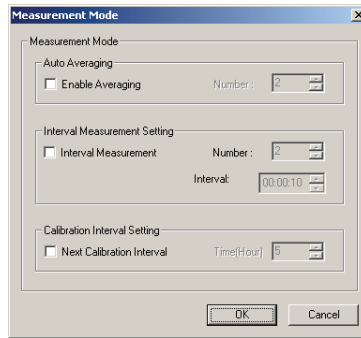 Measurement Mode
Measurement Mode
Auto Averaging
Enable Averaging Number : 2
Interval Measurement Setting
Interval Measurement Number : 2
Interval: 00:00:10
Calibration Interval Setting
Next Calibration Interval Time(Hour) 5
OK Cancel